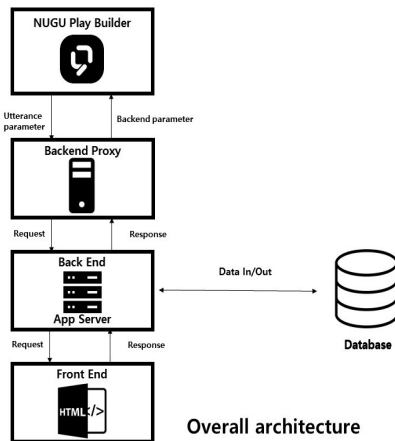 NUGU Play Builder
Utterance
parameter
Backend parameter
Backend Proxy
Request
Response
Back End
App Server
Data In/Out
Database
Request
Response
Front End
HTML </>
Overall architecture